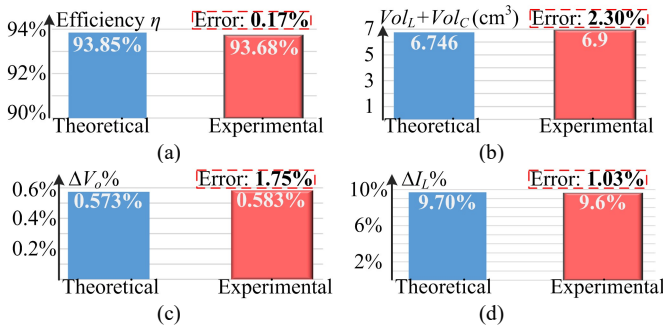 Efficiency η
Error: 0.17%
94%
93.85%
93.68%
92%
90%
Theoretical Experimental
(a)
Vol_L+Vol_C (cm³)
Error: 2.30%
7
6.746
6.9
5
3
1
Theoretical Experimental
(b)
ΔV_o%
Error: 1.75%
0.6%
0.573%
0.583%
0.4%
0.2%
Theoretical Experimental
(c)
ΔI_L%
Error: 1.03%
10%
9.70%
9.6%
6%
2%
Theoretical Experimental
(d)